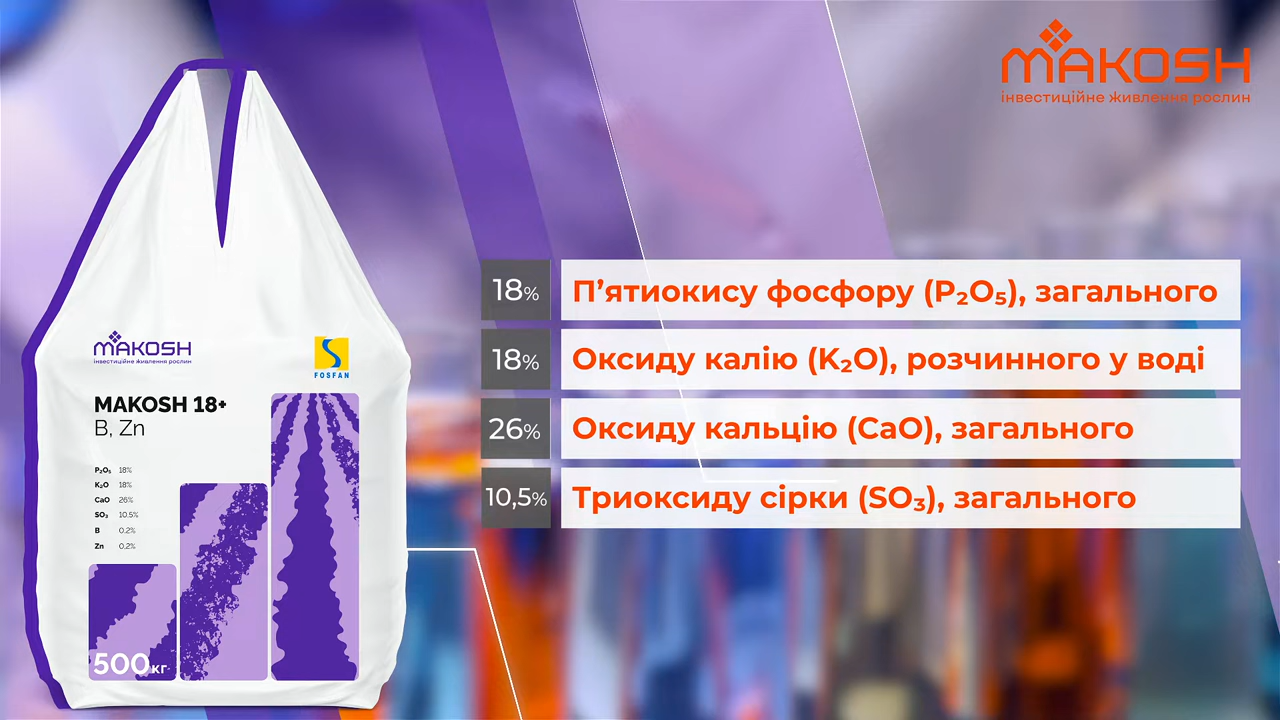 MAKOSH
інвестиційне живлення рослин
MAKOSH
інвестиційне живлення рослин
FOSFAN
MAKOSH 18+
B, Zn
P₂O₅ 18%
K₂O 18%
CaO 26%
SO₃ 10.5%
B 0.2%
Zn 0,2%
500кг
18% П’ятиокису фосфору (P₂O₅), загального
18% Оксиду калію (K₂O), розчинного у воді
26% Оксиду кальцію (CaO), загального
10,5% Триоксиду сірки (SO₃), загального